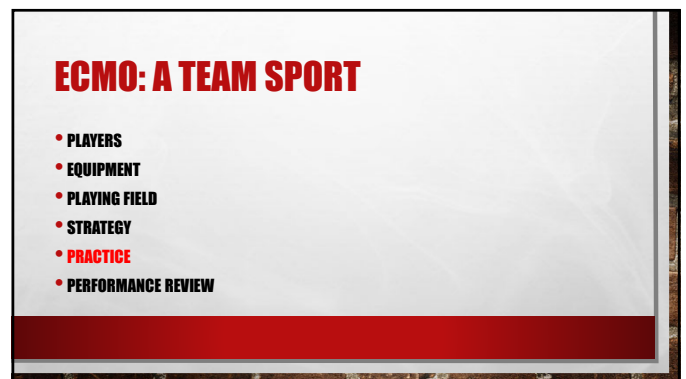 ECMO: A TEAM SPORT
• PLAYERS
• EQUIPMENT
• PLAYING FIELD
• STRATEGY
• PRACTICE
• PERFORMANCE REVIEW